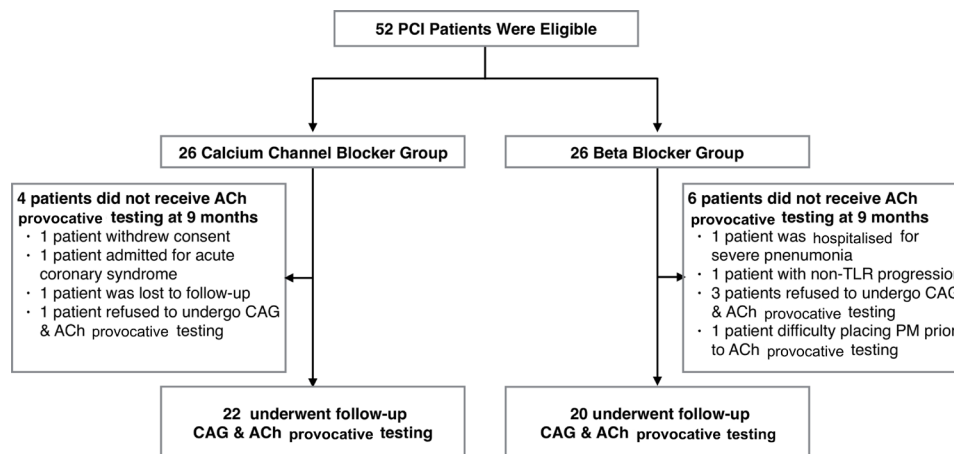 52 PCI Patients Were Eligible
26 Calcium Channel Blocker Group
26 Beta Blocker Group
4 patients did not receive ACh
provocative testing at 9 months
· 1 patient withdrew consent
· 1 patient admitted for acute
coronary syndrome
· 1 patient was lost to follow-up
· 1 patient refused to undergo CAG
& ACh provocative testing
6 patients did not receive ACh
provocative testing at 9 months
· 1 patient was hospitalised for
severe pnenumonia
· 1 patient with non-TLR progression
· 3 patients refused to undergo CAG
& ACh provocative testing
· 1 patient difficulty placing PM prior
to ACh provocative testing
22 underwent follow-up
CAG & ACh provocative testing
20 underwent follow-up
CAG & ACh provocative testing